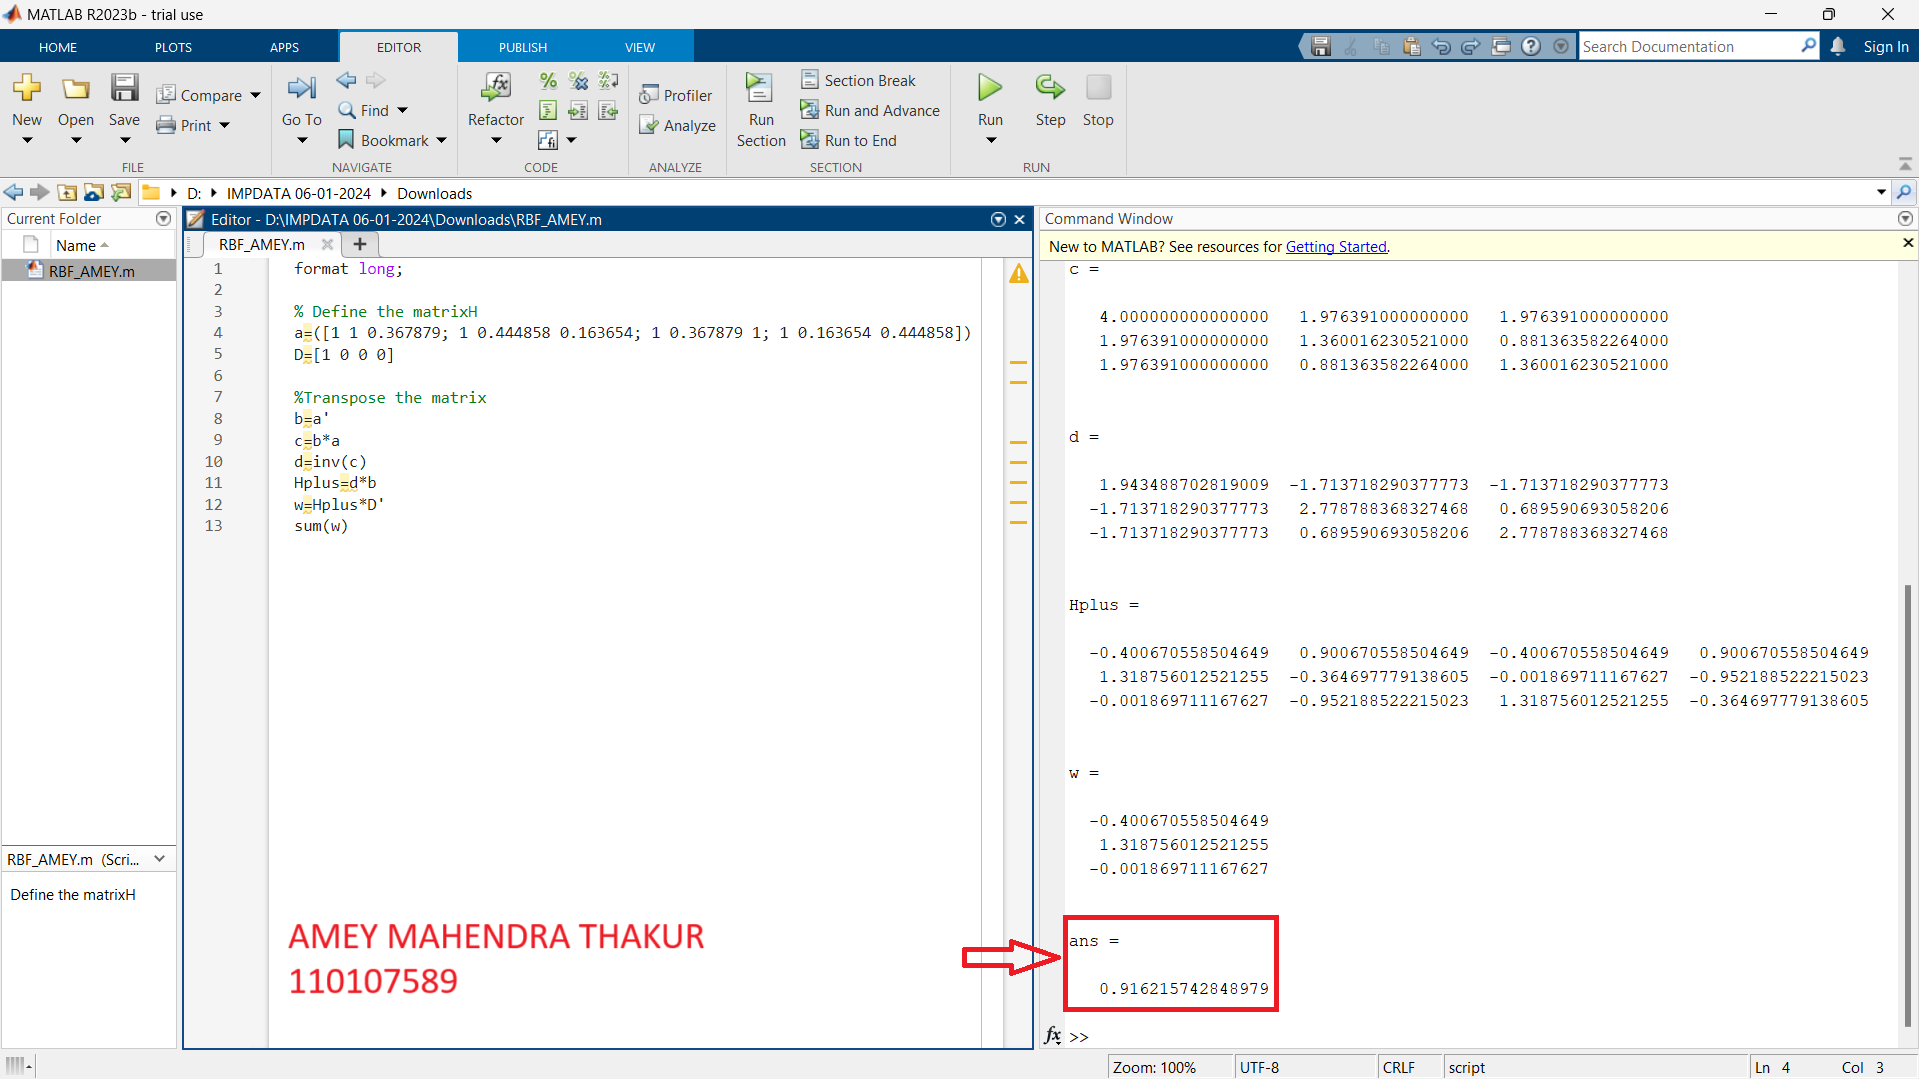 MATLAB R2023b - trial use
HOME PLOTS APPS EDITOR PUBLISH VIEW
Search Documentation
Sign In
New
Open
Save
Compare
Print
FILE
Go To
Find
Bookmark
NAVIGATE
Refactor
CODE
Profiler
Analyze
ANALYZE
Run
Section
Section Break
Run and Advance
Run to End
SECTION
Run
Step
Stop
RUN
D: IMPDATA 06-01-2024 Downloads
Current Folder
Name
RBF_AMEY.m
RBF_AMEY.m (Scri...
Define the matrixH
Editor - D:\IMPDATA 06-01-2024\Downloads\RBF_AMEY.m
RBF_AMEY.m
1 format long;
2
3 % Define the matrixH
4 a=([1 1 0.367879; 1 0.444858 0.163654; 1 0.367879 1; 1 0.163654 0.444858])
5 D=[1 0 0 0]
6
7 %Transpose the matrix
8 b=a'
9 c=b*a
10 d=inv(c)
11 Hplus=d*b
12 w=Hplus*D'
13 sum(w)
AMEY MAHENDRA THAKUR
110107589
Command Window
New to MATLAB? See resources for Getting Started.
c =
4.000000000000000 1.976391000000000 1.976391000000000
1.976391000000000 1.360016230521000 0.881363582264000
1.976391000000000 0.881363582264000 1.360016230521000
d =
1.943488702819009 -1.713718290377773 -1.713718290377773
-1.713718290377773 2.778788368327468 0.689590693058206
-1.713718290377773 0.689590693058206 2.778788368327468
Hplus =
-0.400670558504649 0.900670558504649 -0.400670558504649 0.900670558504649
1.318756012521255 -0.364697779138605 -0.001869711167627 -0.952188522215023
-0.001869711167627 -0.952188522215023 1.318756012521255 -0.364697779138605
w =
-0.400670558504649
1.318756012521255
-0.001869711167627
ans =
0.916215742848979
fx >>
Zoom: 100% UTF-8 CRLF script Ln 4 Col 3